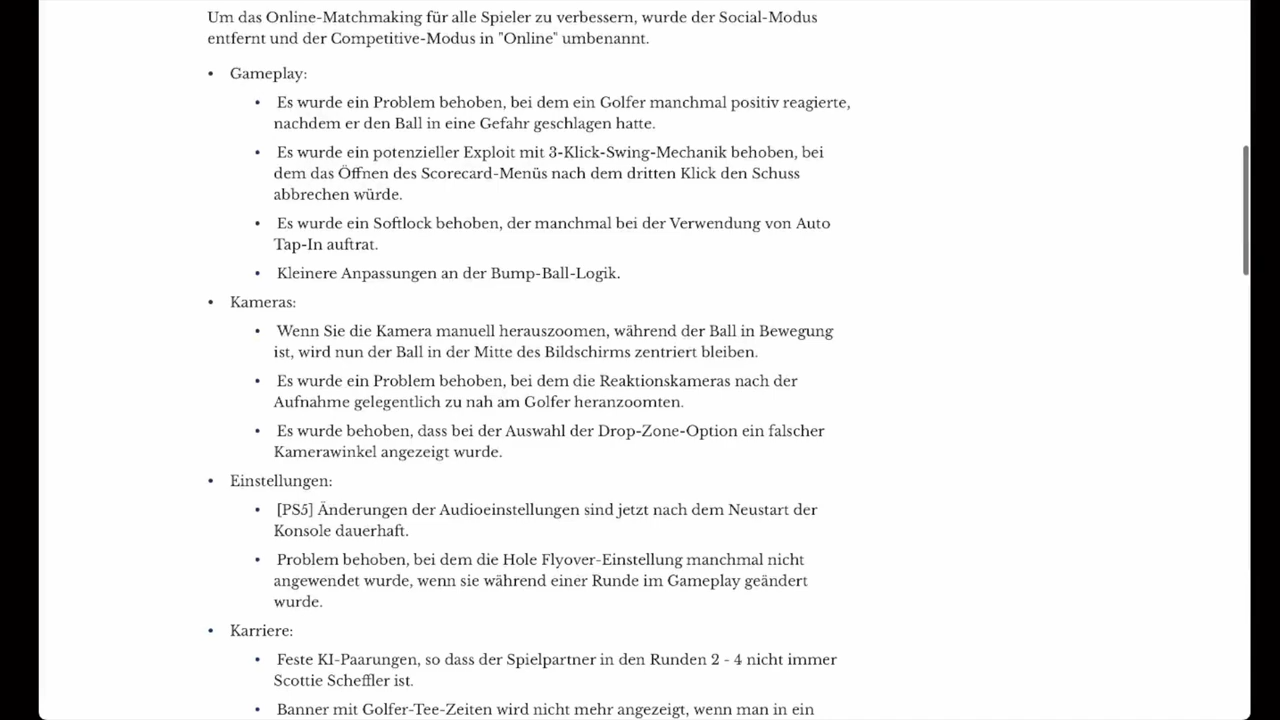 Um das Online-Matchmaking für alle Spieler zu verbessern, wurde der Social-Modus
entfernt und der Competitive-Modus in "Online" umbenannt.
• Gameplay:
• Es wurde ein Problem behoben, bei dem ein Golfer manchmal positiv reagierte,
nachdem er den Ball in eine Gefahr geschlagen hatte.
• Es wurde ein potenzieller Exploit mit 3-Klick-Swing-Mechanik behoben, bei
dem das Öffnen des Scorecard-Menüs nach dem dritten Klick den Schuss
abbrechen würde.
• Es wurde ein Softlock behoben, der manchmal bei der Verwendung von Auto
Tap-In auftrat.
• Kleinere Anpassungen an der Bump-Ball-Logik.
• Kameras:
• Wenn Sie die Kamera manuell herauszoomen, während der Ball in Bewegung
ist, wird nun der Ball in der Mitte des Bildschirms zentriert bleiben.
• Es wurde ein Problem behoben, bei dem die Reaktionskameras nach der
Aufnahme gelegentlich zu nah am Golfer heranzoomten.
• Es wurde behoben, dass bei der Auswahl der Drop-Zone-Option ein falscher
Kamerawinkel angezeigt wurde.
• Einstellungen:
• [PS5] Änderungen der Audioeinstellungen sind jetzt nach dem Neustart der
Konsole dauerhaft.
• Problem behoben, bei dem die Hole Flyover-Einstellung manchmal nicht
angewendet wurde, wenn sie während einer Runde im Gameplay geändert
wurde.
• Karriere:
• Feste KI-Paarungen, so dass der Spielpartner in den Runden 2 - 4 nicht immer
Scottie Scheffler ist.
• Banner mit Golfer-Tee-Zeiten wird nicht mehr angezeigt, wenn man in ein